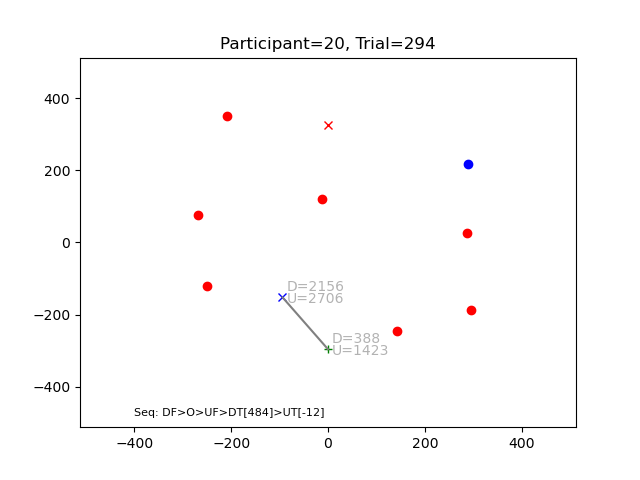 Participant=20, Trial=294
400
200
0
−200
−400
D=2156
U=2706
D=388
U=1423
Seq: DF>O>UF>DT[484]>UT[-12]
−400
−200
0
200
400